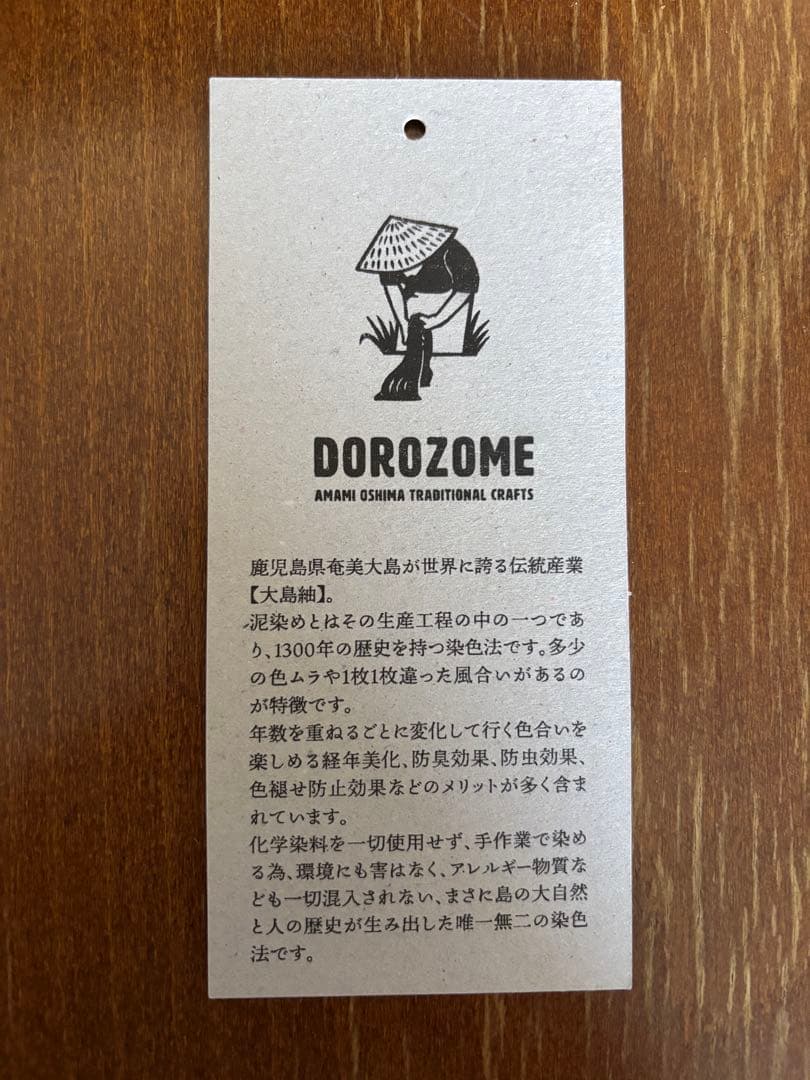 DOROZOME
AMAMI OSHIMA TRADITIONAL CRAFTS
鹿児島県奄美大島が世界に誇る伝統産業
【大島紬】。
泥染めとはその生産工程の中の一つであ
り、1300年の歴史を持つ染色法です。多少
の色ムラや1枚1枚違った風合いがあるの
が特徴です。
年数を重ねるごとに変化して行く色合いを
楽しめる経年美化、防臭効果、防虫効果、
色褪せ防止効果などのメリットが多く含ま
れています。
化学染料を一切使用せず、手作業で染め
る為、環境にも害はなく、アレルギー物質な
ども一切混入されない、まさに島の大自然
と人の歴史が生み出した唯一無二の染色
法です。